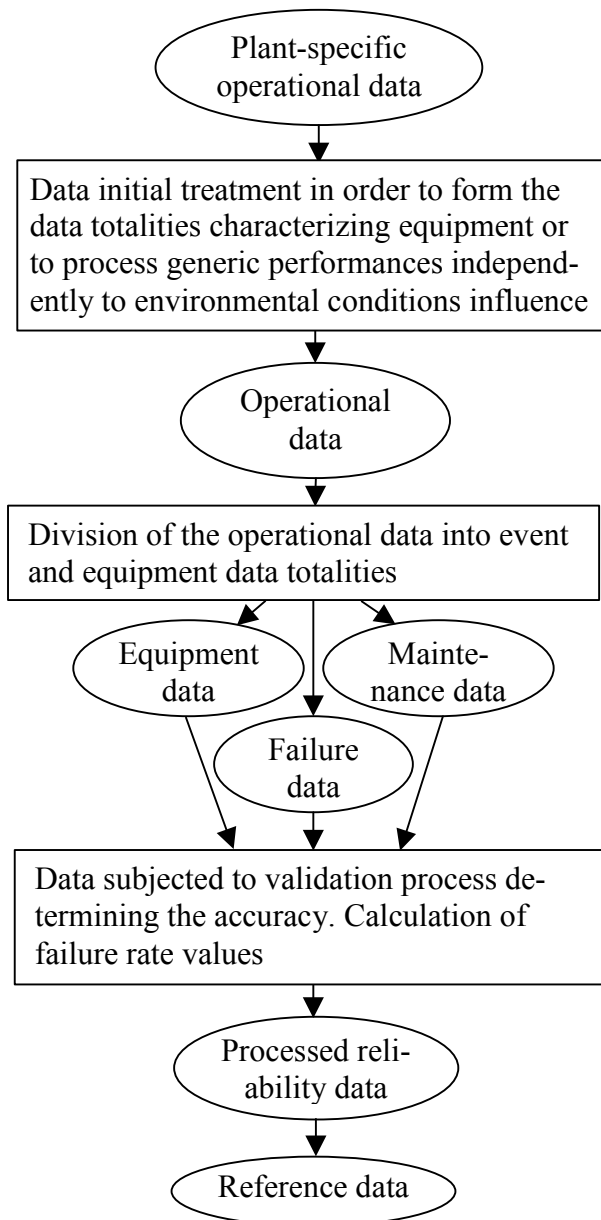 Plant-specific
operational data
Data initial treatment in order to form the
data totalities characterizing equipment or
to process generic performances independ-
ently to environmental conditions influence
Operational
data
Division of the operational data into event
and equipment data totalities
Equipment
data
Mainte-
nance data
Failure
data
Data subjected to validation process de-
termining the accuracy. Calculation of
failure rate values
Processed reli-
ability data
Reference data